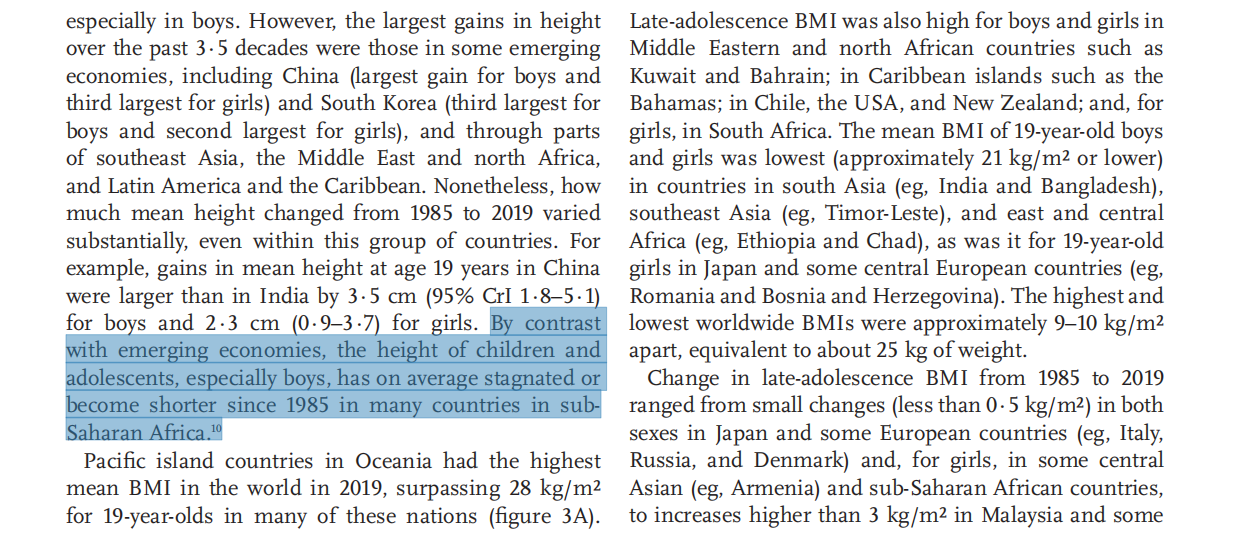 especially in boys. However, the largest gains in height
over the past 3·5 decades were those in some emerging
economies, including China (largest gain for boys and
third largest for girls) and South Korea (third largest for
boys and second largest for girls), and through parts
of southeast Asia, the Middle East and north Africa,
and Latin America and the Caribbean. Nonetheless, how
much mean height changed from 1985 to 2019 varied
substantially, even within this group of countries. For
example, gains in mean height at age 19 years in China
were larger than in India by 3·5 cm (95% CrI 1·8–5·1)
for boys and 2·3 cm (0·9–3·7) for girls. By contrast
with emerging economies, the height of children and
adolescents, especially boys, has on average stagnated or
become shorter since 1985 in many countries in sub-
Saharan Africa.¹⁰
Pacific island countries in Oceania had the highest
mean BMI in the world in 2019, surpassing 28 kg/m²
for 19-year-olds in many of these nations (figure 3A).
Late-adolescence BMI was also high for boys and girls in
Middle Eastern and north African countries such as
Kuwait and Bahrain; in Caribbean islands such as the
Bahamas; in Chile, the USA, and New Zealand; and, for
girls, in South Africa. The mean BMI of 19-year-old boys
and girls was lowest (approximately 21 kg/m² or lower)
in countries in south Asia (eg, India and Bangladesh),
southeast Asia (eg, Timor-Leste), and east and central
Africa (eg, Ethiopia and Chad), as was it for 19-year-old
girls in Japan and some central European countries (eg,
Romania and Bosnia and Herzegovina). The highest and
lowest worldwide BMIs were approximately 9–10 kg/m²
apart, equivalent to about 25 kg of weight.
Change in late-adolescence BMI from 1985 to 2019
ranged from small changes (less than 0·5 kg/m²) in both
sexes in Japan and some European countries (eg, Italy,
Russia, and Denmark) and, for girls, in some central
Asian (eg, Armenia) and sub-Saharan African countries,
to increases higher than 3 kg/m² in Malaysia and some